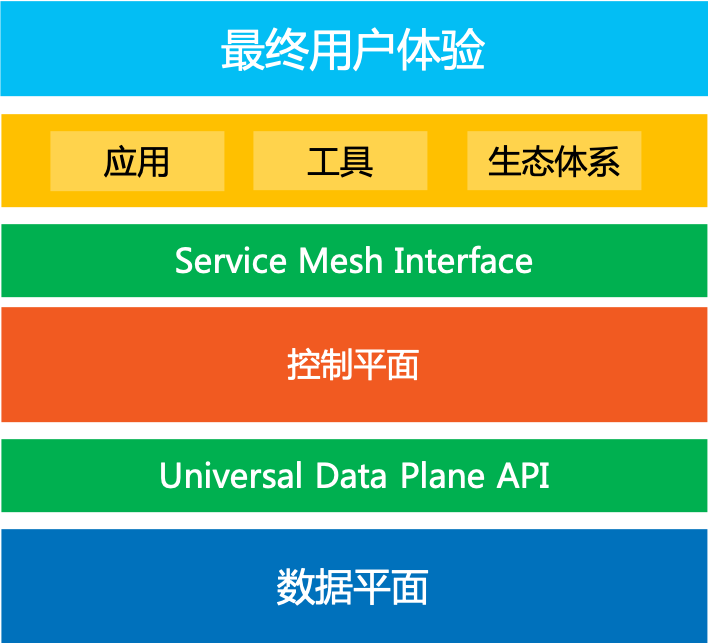 最终用户体验
应用 工具 生态体系
Service Mesh Interface
控制平面
Universal Data Plane API
数据平面